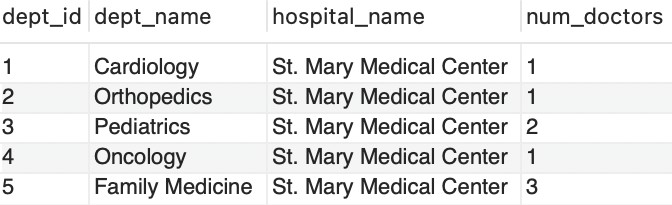 dept_id dept_name hospital_name num_doctors
1 Cardiology St. Mary Medical Center 1
2 Orthopedics St. Mary Medical Center 1
3 Pediatrics St. Mary Medical Center 2
4 Oncology St. Mary Medical Center 1
5 Family Medicine St. Mary Medical Center 3